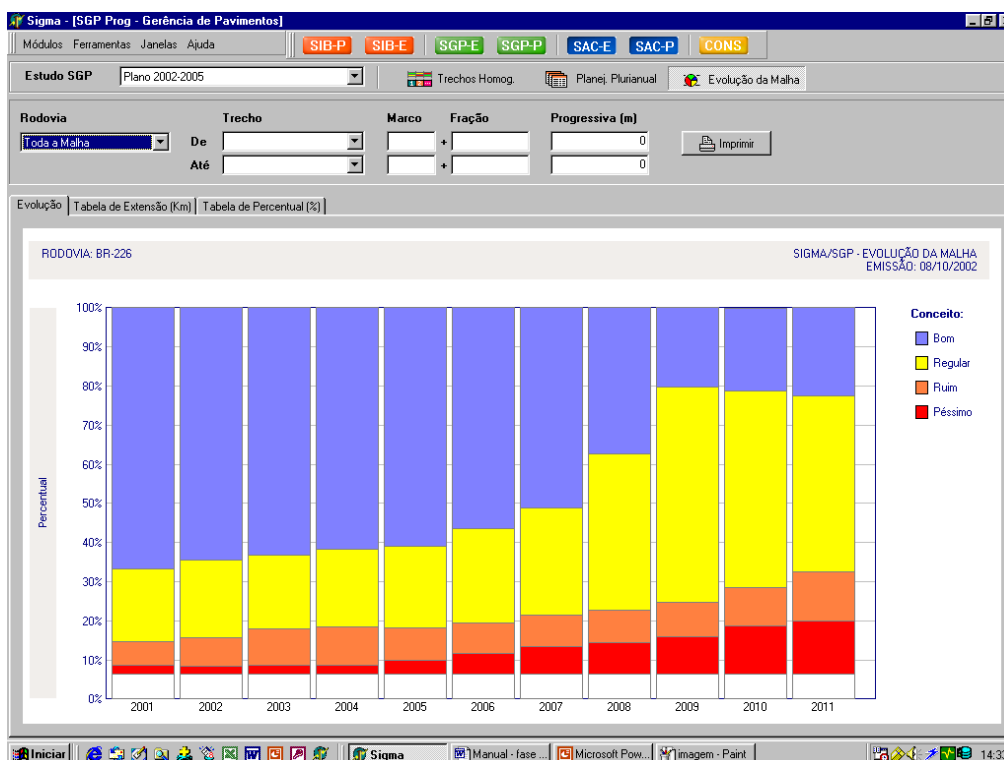 Sigma - [SGP Prog - Gerência de Pavimentos]
Módulos Ferramentas Janelas Ajuda SIB-P SIB-E SGP-E SGP-P SAC-E SAC-P CONS
Estudo SGP Plano 2002-2005 Trechos Homog. Planej. Plurianual Evolução da Malha
Rodovia Trecho Marco Fração Progressiva (m)
Toda a Malha De + 0 Imprimir
Até + 0
Evolução Tabela de Extensão (Km) Tabela de Percentual (%)
RODOVIA: BR-226 SIGMA/SGP - EVOLUÇÃO DA MALHA
EMISSÃO: 08/10/2002
100%
90%
80%
70%
60%
50%
40%
30%
20%
10%
0%
Percentual
2001 2002 2003 2004 2005 2006 2007 2008 2009 2010 2011
Conceito:
Bom
Regular
Ruim
Péssimo
Iniciar Sigma Manual - fase ... Microsoft Pow... imagem - Paint